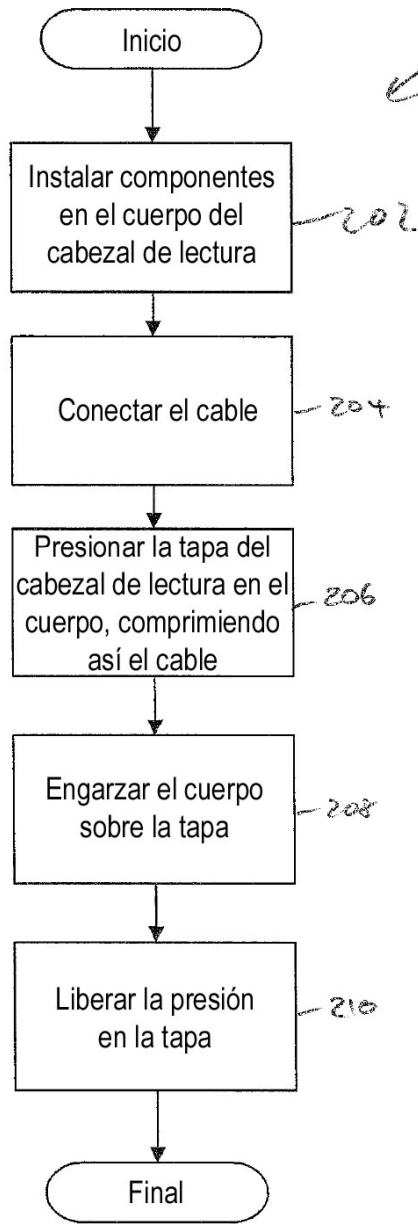 Inicio
Instalar componentes
en el cuerpo del
cabezal de lectura
202
Conectar el cable
204
Presionar la tapa del
cabezal de lectura en el
cuerpo, comprimiendo
así el cable
206
Engarzar el cuerpo
sobre la tapa
208
Liberar la presión
en la tapa
210
Final